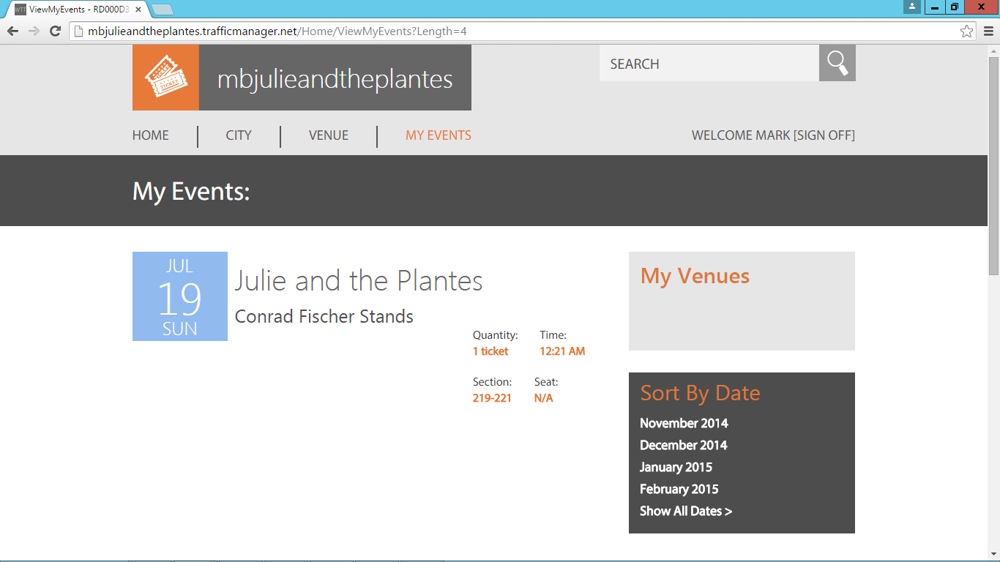 WTT ViewMyEvents - RD000D3
mbjulieandtheplantes.trafficmanager.net/Home/ViewMyEvents?Length=4
TICKET
mbjulieandtheplantes
SEARCH
HOME
CITY
VENUE
MY EVENTS
WELCOME MARK [SIGN OFF]
My Events:
JUL
19
SUN
Julie and the Plantes
Conrad Fischer Stands
Quantity: Time:
1 ticket 12:21 AM
Section: Seat:
219-221 N/A
My Venues
Sort By Date
November 2014
December 2014
January 2015
February 2015
Show All Dates >